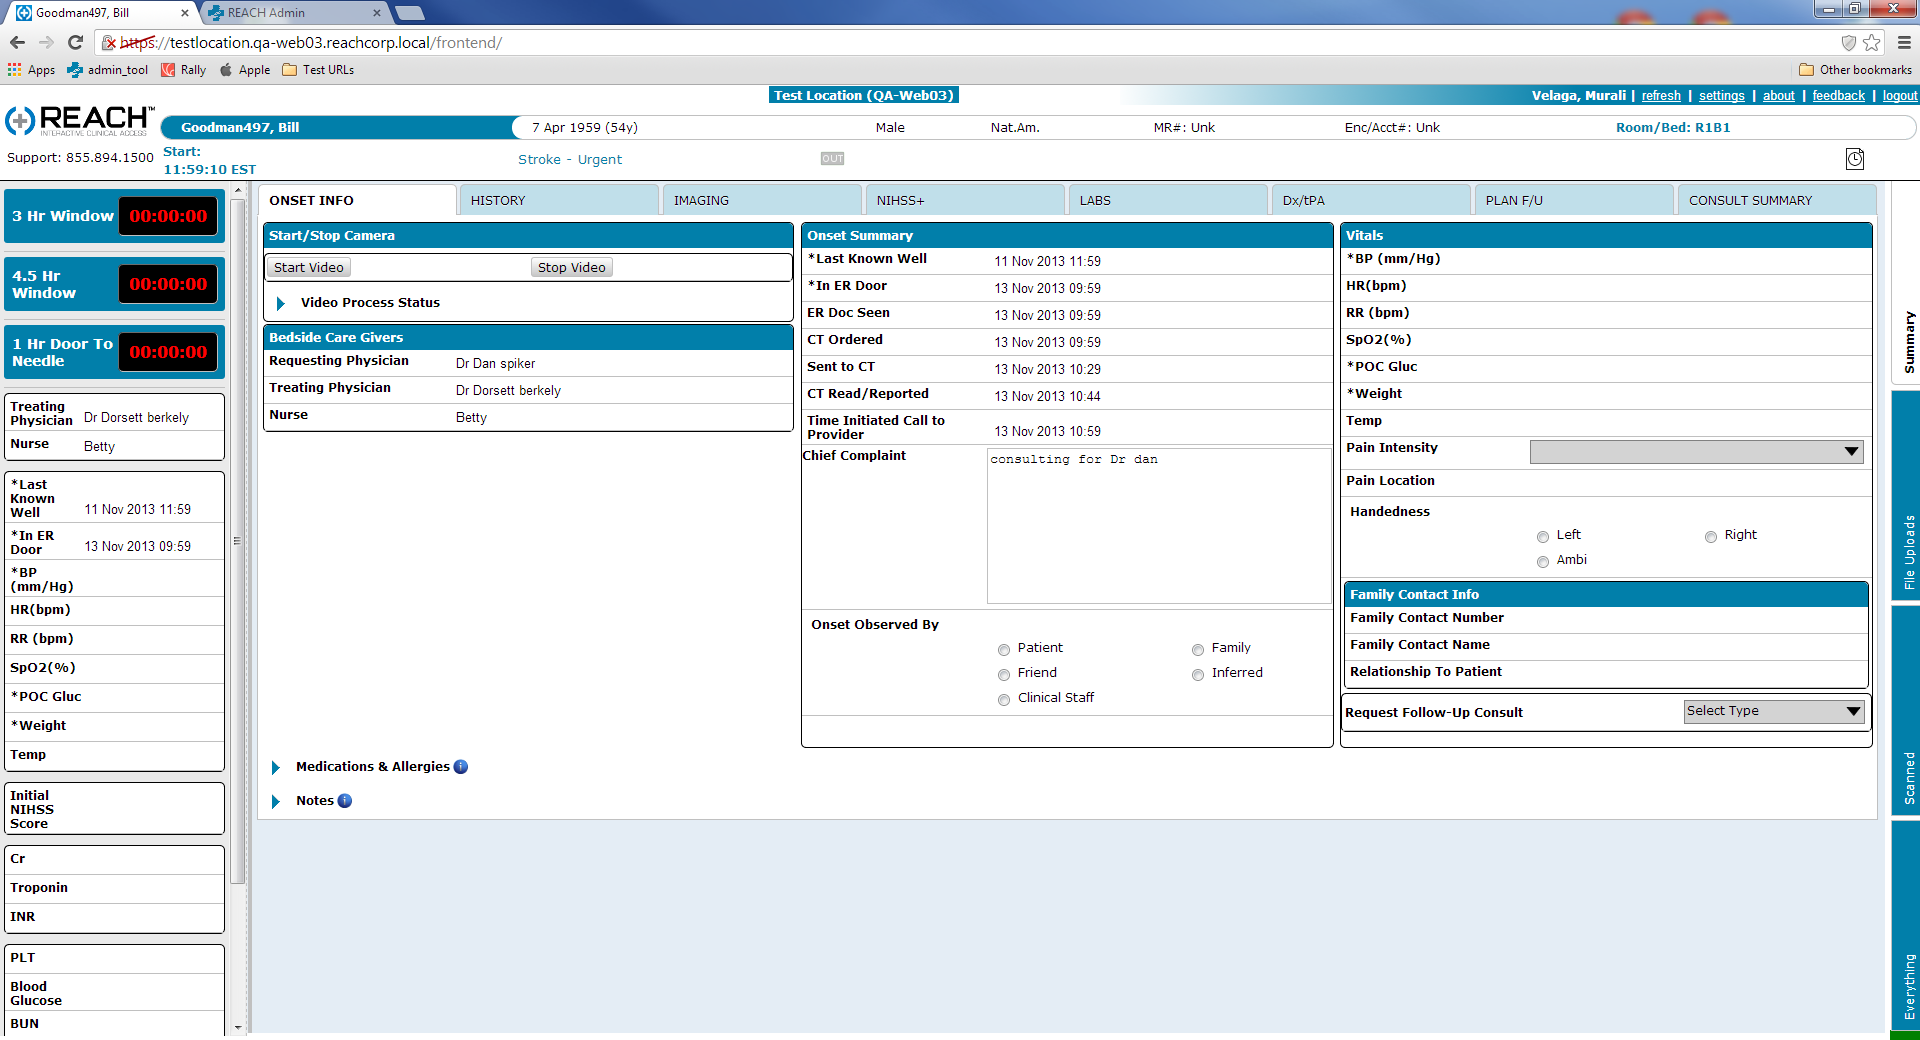 Goodman497, Bill
REACH Admin
https://testlocation.qa-web03.reachcorp.local/frontend/
Apps
admin_tool
Rally
Apple
Test URLs
Other bookmarks
REACH™
INTERACTIVE CLINICAL ACCESS
Test Location (QA-Web03)
Velaga, Murali | refresh | settings | about | feedback | logout
Goodman497, Bill
7 Apr 1959 (54y)
Male
Nat.Am.
MR#: Unk
Enc/Acct#: Unk
Room/Bed: R1B1
Support: 855.894.1500
Start:
11:59:10 EST
Stroke - Urgent
OUT
3 Hr Window
00:00:00
4.5 Hr
Window
00:00:00
1 Hr Door To
Needle
00:00:00
Treating
Physician
Dr Dorsett berkely
Nurse
Betty
*Last
Known
Well
11 Nov 2013 11:59
*In ER
Door
13 Nov 2013 09:59
*BP
(mm/Hg)
HR(bpm)
RR (bpm)
SpO2(%)
*POC Gluc
*Weight
Temp
Initial
NIHSS
Score
Cr
Troponin
INR
PLT
Blood
Glucose
BUN
ONSET INFO
HISTORY
IMAGING
NIHSS+
LABS
Dx/tPA
PLAN F/U
CONSULT SUMMARY
Start/Stop Camera
Start Video
Stop Video
Video Process Status
Bedside Care Givers
Requesting Physician
Dr Dan spiker
Treating Physician
Dr Dorsett berkely
Nurse
Betty
Onset Summary
*Last Known Well
11 Nov 2013 11:59
*In ER Door
13 Nov 2013 09:59
ER Doc Seen
13 Nov 2013 09:59
CT Ordered
13 Nov 2013 09:59
Sent to CT
13 Nov 2013 10:29
CT Read/Reported
13 Nov 2013 10:44
Time Initiated Call to
Provider
13 Nov 2013 10:59
Chief Complaint
consulting for Dr dan
Onset Observed By
Patient
Family
Friend
Inferred
Clinical Staff
Vitals
*BP (mm/Hg)
HR(bpm)
RR (bpm)
SpO2(%)
*POC Gluc
*Weight
Temp
Pain Intensity
Pain Location
Handedness
Left
Right
Ambi
Family Contact Info
Family Contact Number
Family Contact Name
Relationship To Patient
Request Follow-Up Consult
Select Type
Medications & Allergies
Notes
Summary
File Uploads
Scanned
Everything